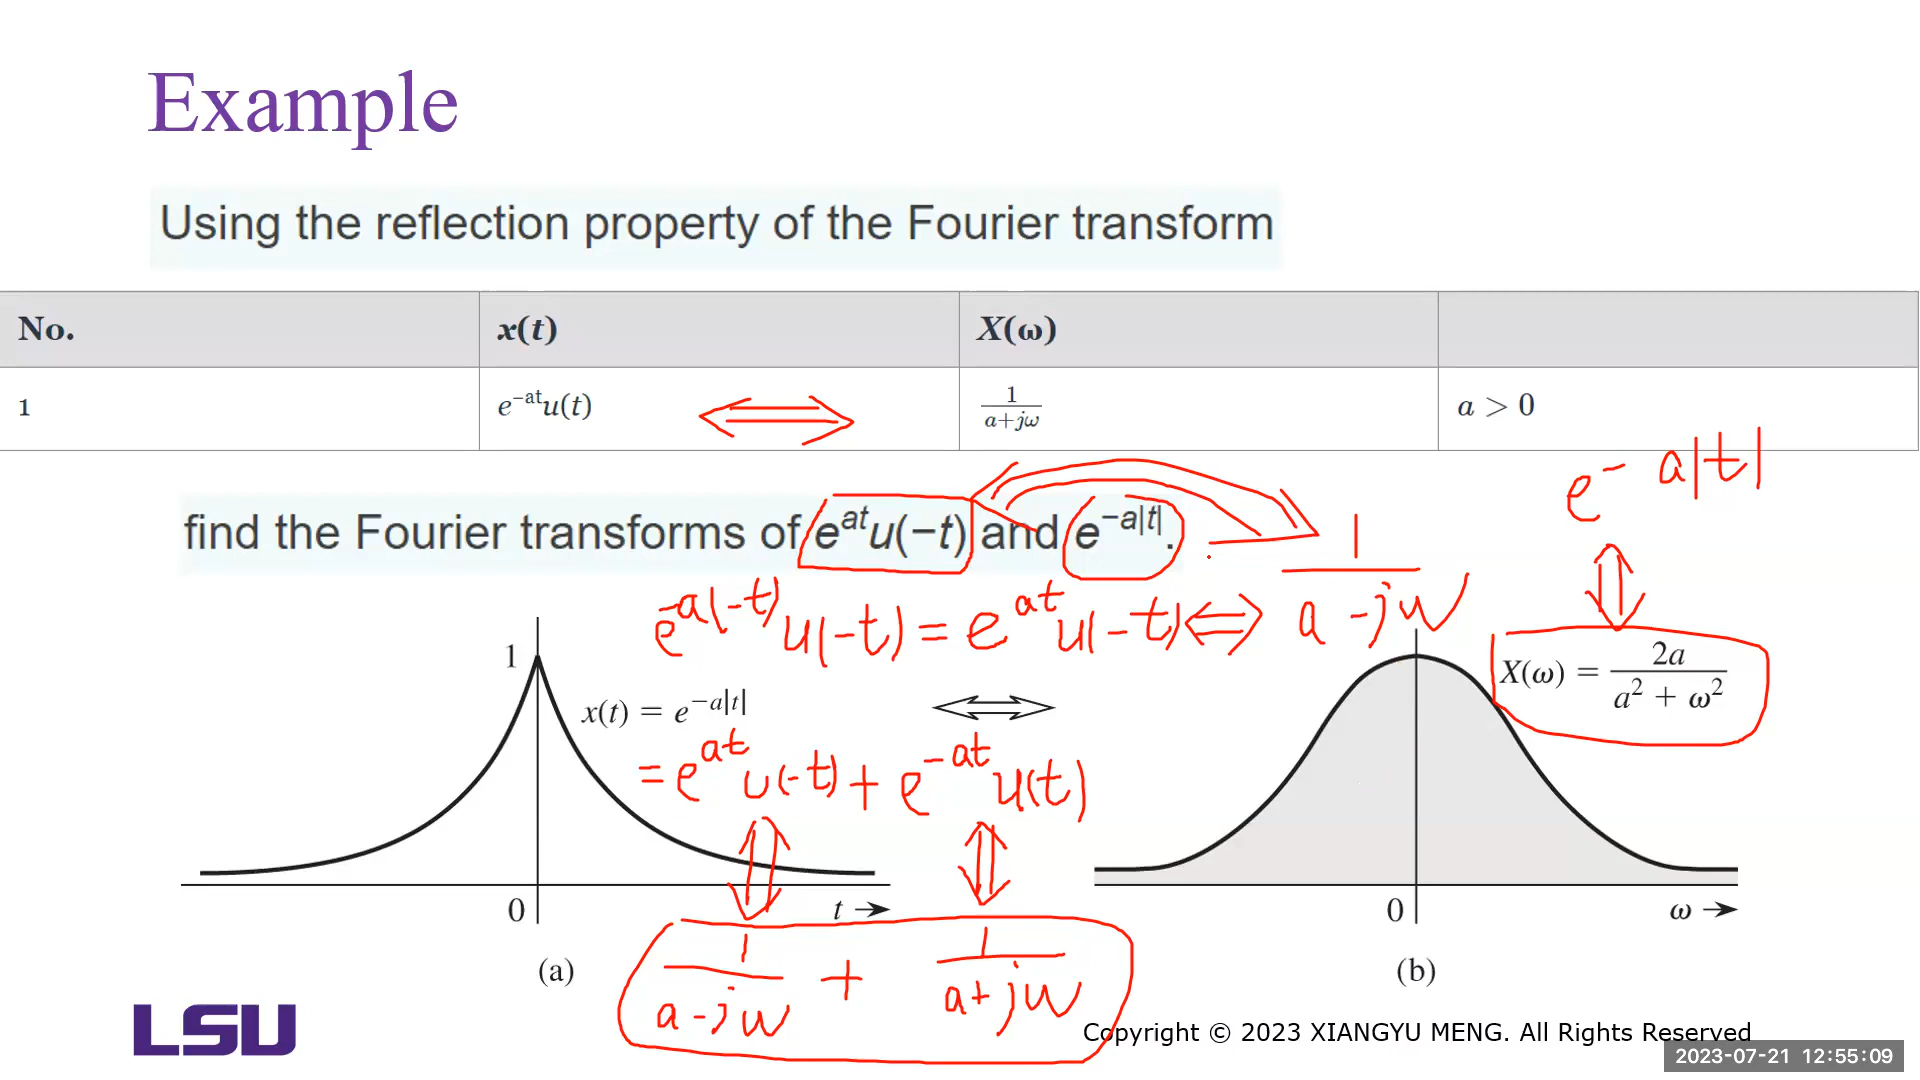 Example
Using the reflection property of the Fourier transform
No. x(t) X(ω)
1 e^{−at}u(t) ⟺ 1/(a+jω) a > 0
e^{-a|t|}
find the Fourier transforms of e^{at}u(−t) and e^{−a|t|}.
1/(a-jω)
e^{-a(-t)}u(-t) = e^{at}u(-t) ⟺
1
x(t) = e^{−a|t|} ⟺
X(ω) = 2a/(a² + ω²)
= e^{at}u(-t) + e^{-at}u(t)
0 t →
0 ω →
1/(a-jω) + 1/(a+jω)
(a)
(b)
LSU
Copyright © 2023 XIANGYU MENG. All Rights Reserved
2023-07-21 12:55:09